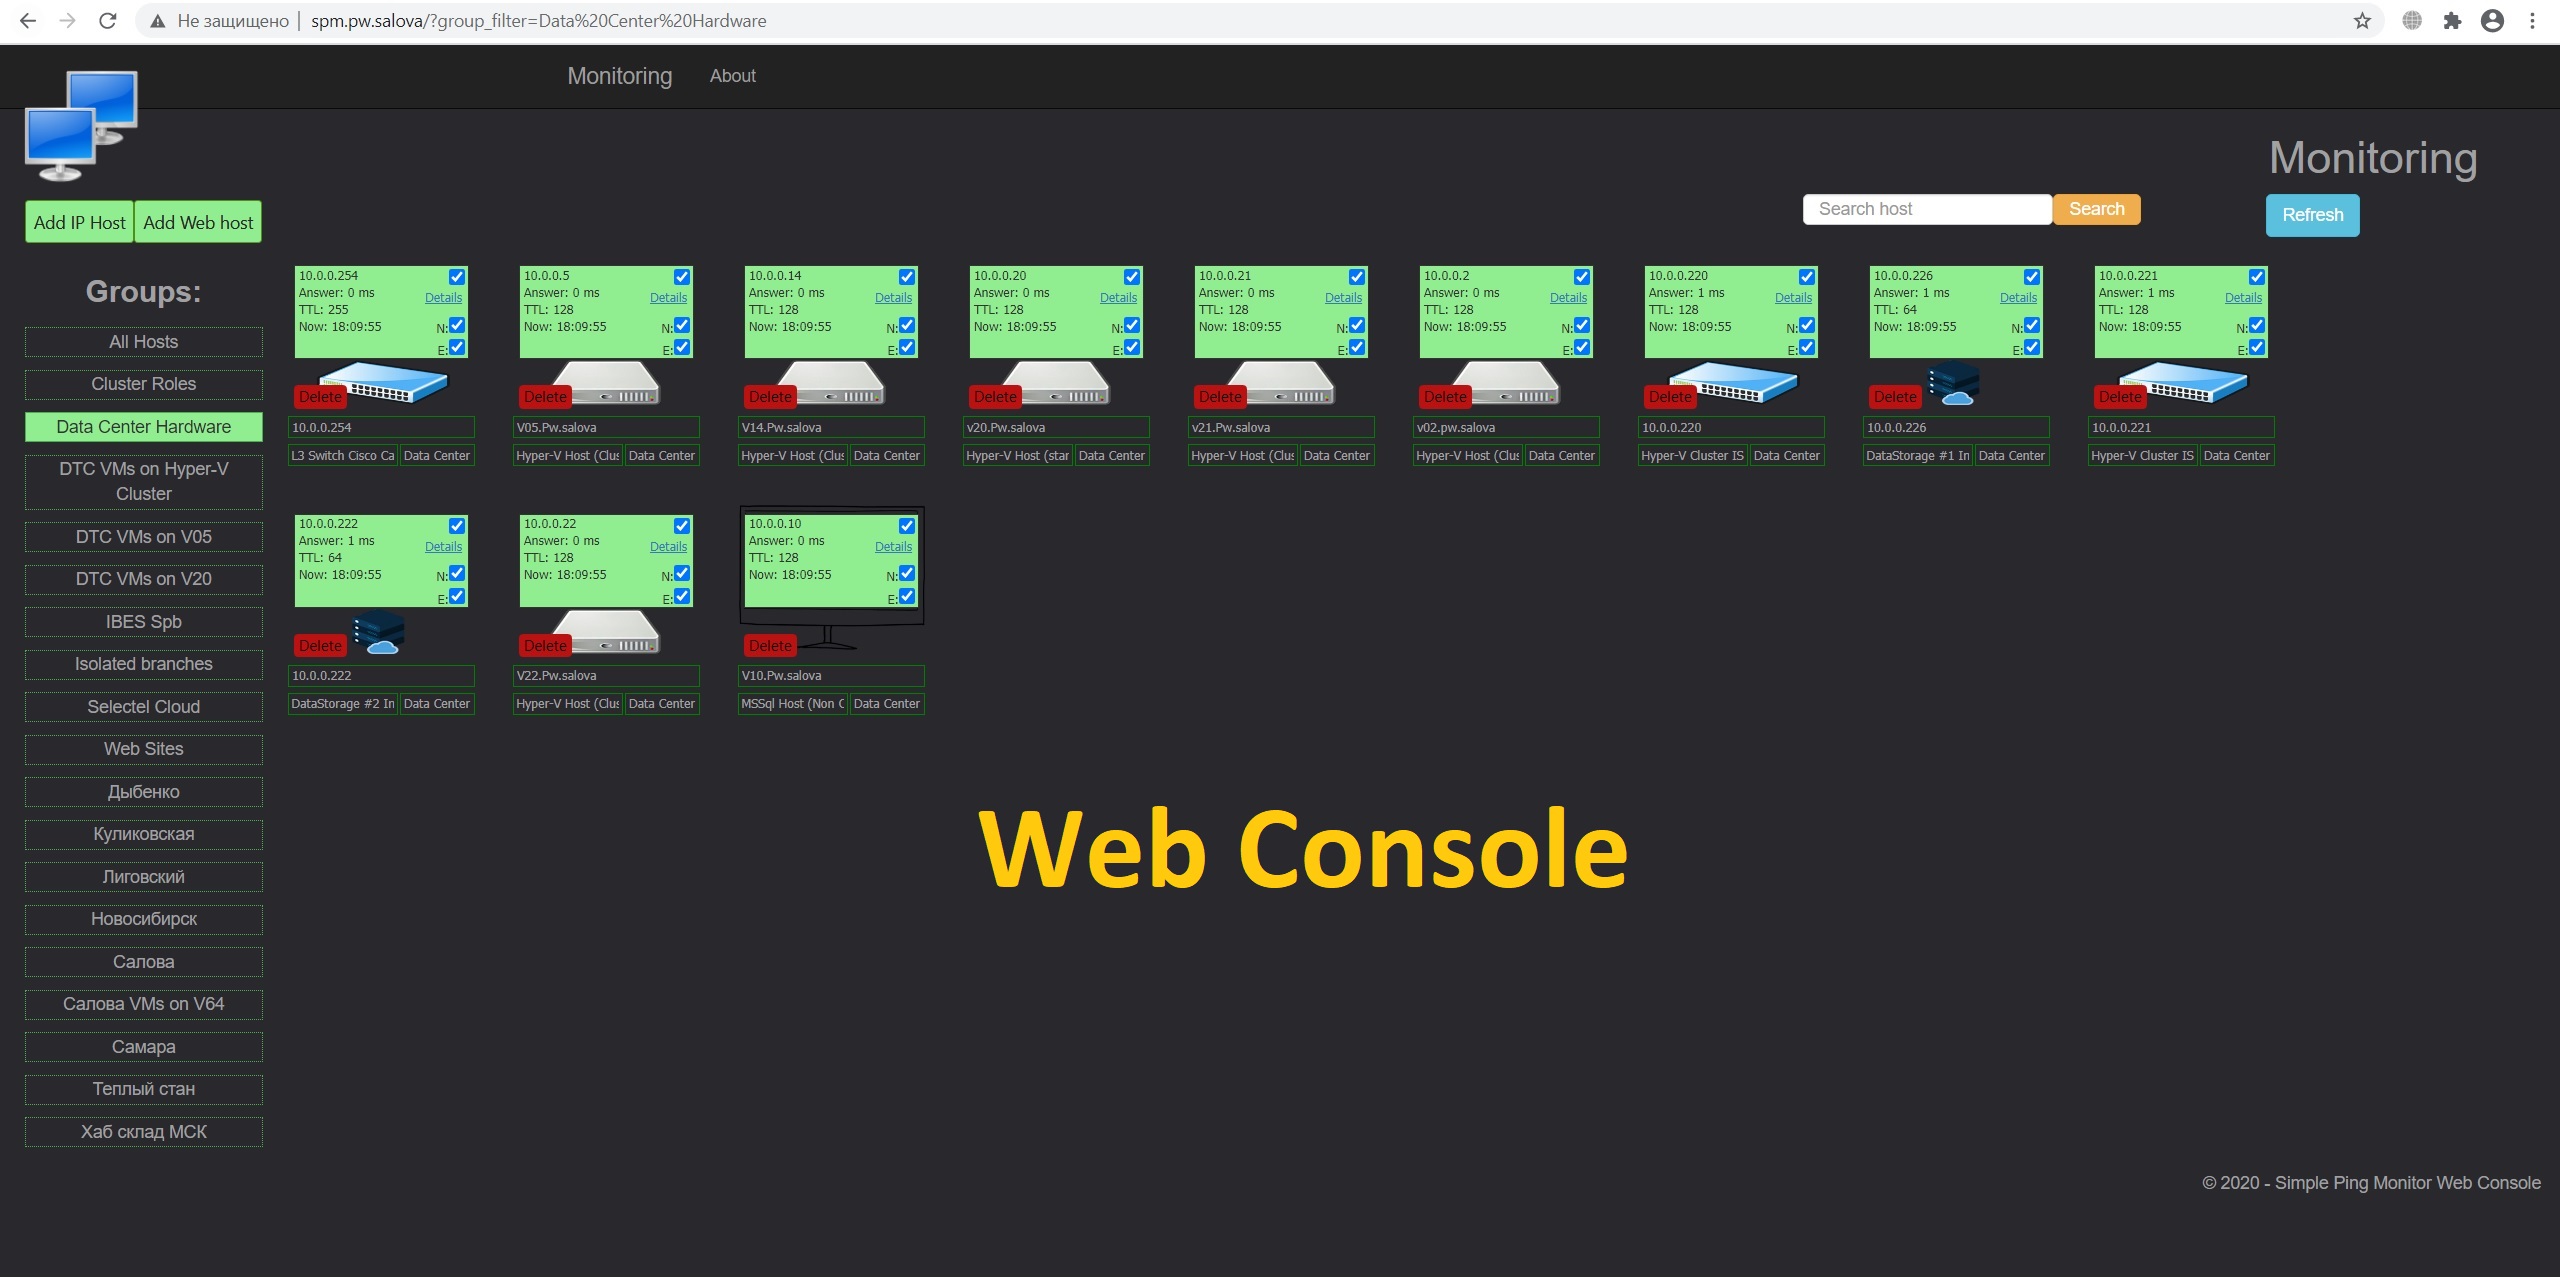 Не защищено | spm.pw.salova/?group_filter=Data%20Center%20Hardware
Monitoring About
Monitoring
Add IP Host Add Web host
Search host Search Refresh
Groups:
All Hosts
Cluster Roles
Data Center Hardware
DTC VMs on Hyper-V
Cluster
DTC VMs on V05
DTC VMs on V20
IBES Spb
Isolated branches
Selectel Cloud
Web Sites
Дыбенко
Куликовская
Лиговский
Новосибирск
Салова
Салова VMs on V64
Самара
Теплый стан
Хаб склад МСК
10.0.0.254
Answer: 0 ms
Details
TTL: 255
Now: 18:09:55 N:
E:
Delete
10.0.0.254
L3 Switch Cisco Ca Data Center
10.0.0.5
Answer: 0 ms
Details
TTL: 128
Now: 18:09:55 N:
E:
Delete
V05.Pw.salova
Hyper-V Host (Clus Data Center
10.0.0.14
Answer: 0 ms
Details
TTL: 128
Now: 18:09:55 N:
E:
Delete
V14.Pw.salova
Hyper-V Host (Clus Data Center
10.0.0.20
Answer: 0 ms
Details
TTL: 128
Now: 18:09:55 N:
E:
Delete
v20.Pw.salova
Hyper-V Host (star Data Center
10.0.0.21
Answer: 0 ms
Details
TTL: 128
Now: 18:09:55 N:
E:
Delete
v21.Pw.salova
Hyper-V Host (Clus Data Center
10.0.0.2
Answer: 0 ms
Details
TTL: 128
Now: 18:09:55 N:
E:
Delete
v02.pw.salova
Hyper-V Host (Clus Data Center
10.0.0.220
Answer: 1 ms
Details
TTL: 128
Now: 18:09:55 N:
E:
Delete
10.0.0.220
Hyper-V Cluster IS Data Center
10.0.0.226
Answer: 1 ms
Details
TTL: 64
Now: 18:09:55 N:
E:
Delete
10.0.0.226
DataStorage #1 In Data Center
10.0.0.221
Answer: 1 ms
Details
TTL: 128
Now: 18:09:55 N:
E:
Delete
10.0.0.221
Hyper-V Cluster IS Data Center
10.0.0.222
Answer: 1 ms
Details
TTL: 64
Now: 18:09:55 N:
E:
Delete
10.0.0.222
DataStorage #2 In Data Center
10.0.0.22
Answer: 0 ms
Details
TTL: 128
Now: 18:09:55 N:
E:
Delete
V22.Pw.salova
Hyper-V Host (Clus Data Center
10.0.0.10
Answer: 0 ms
Details
TTL: 128
Now: 18:09:55 N:
E:
Delete
V10.Pw.salova
MSSql Host (Non C Data Center
Web Console
© 2020 - Simple Ping Monitor Web Console